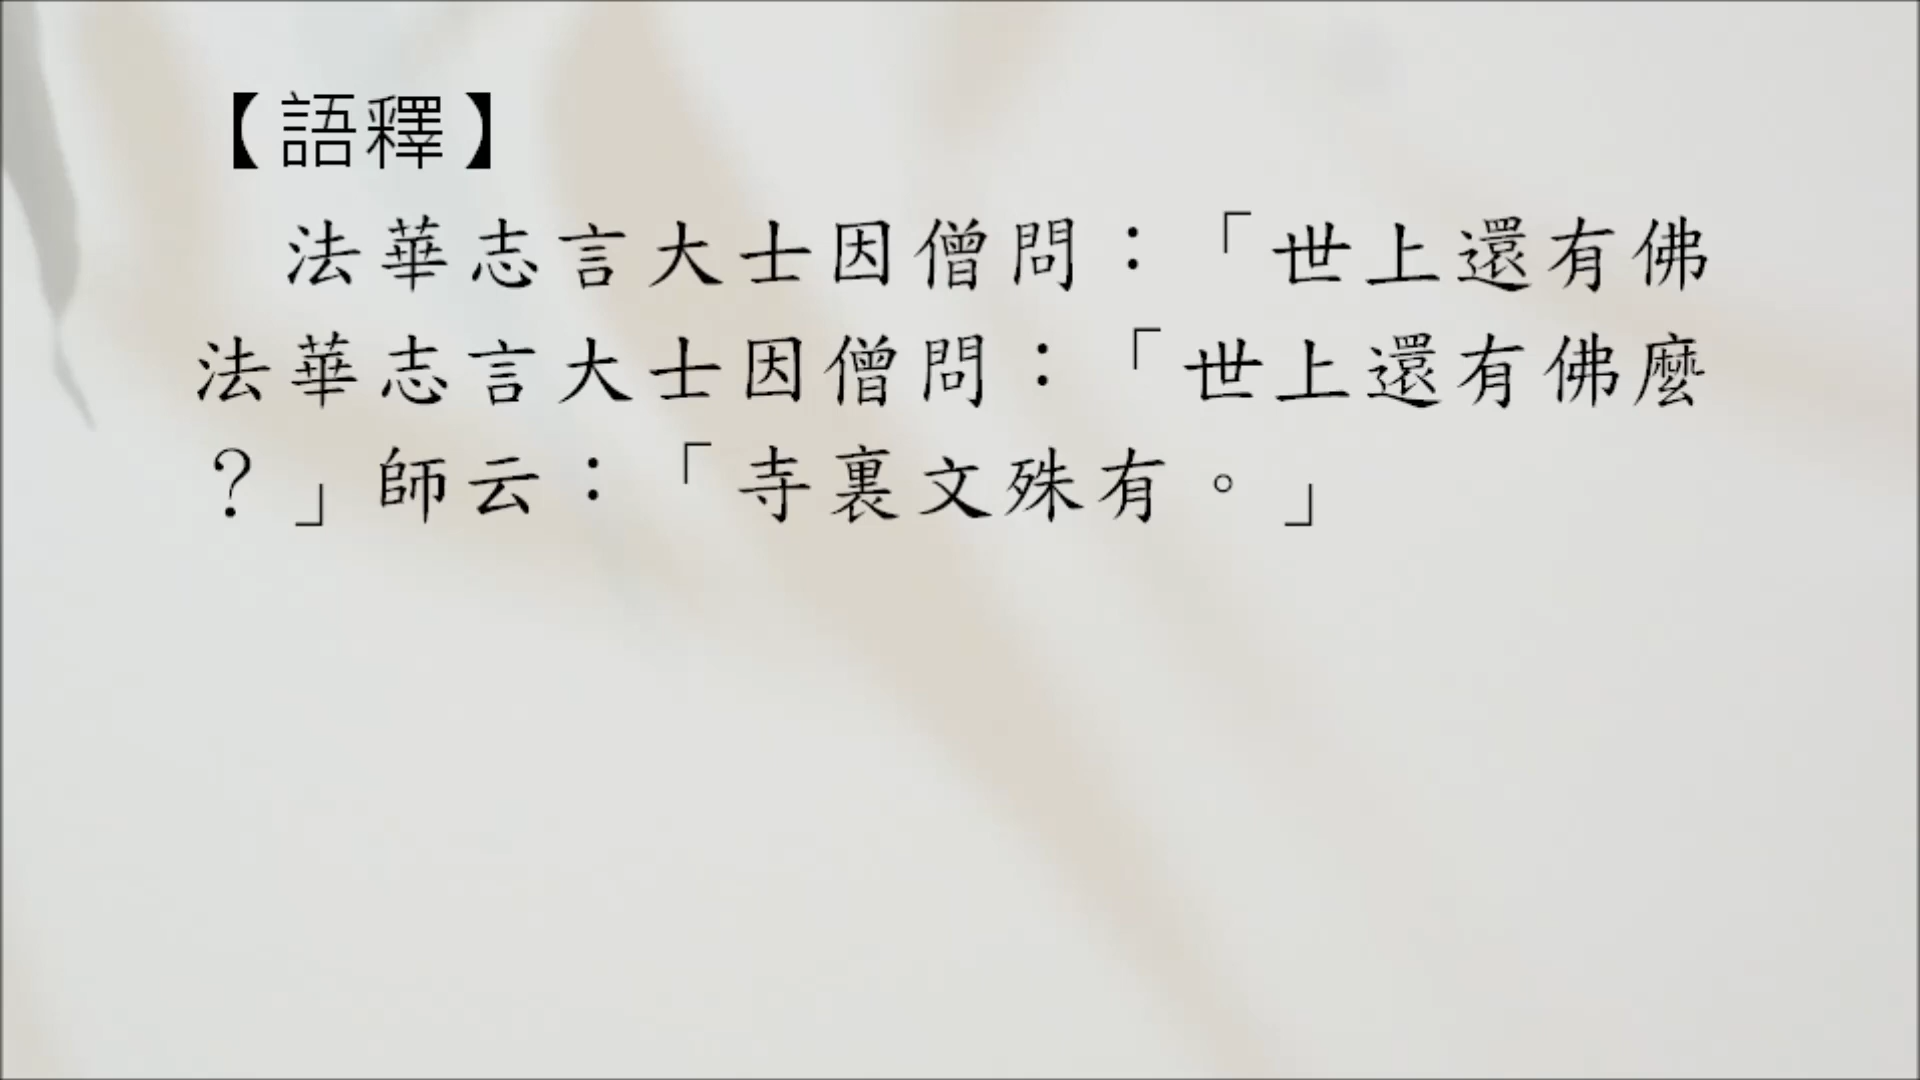 【語釋】
法華志言大士因僧問：「世上還有佛
法華志言大士因僧問：「世上還有佛麼
？」師云：「寺裏文殊有。」